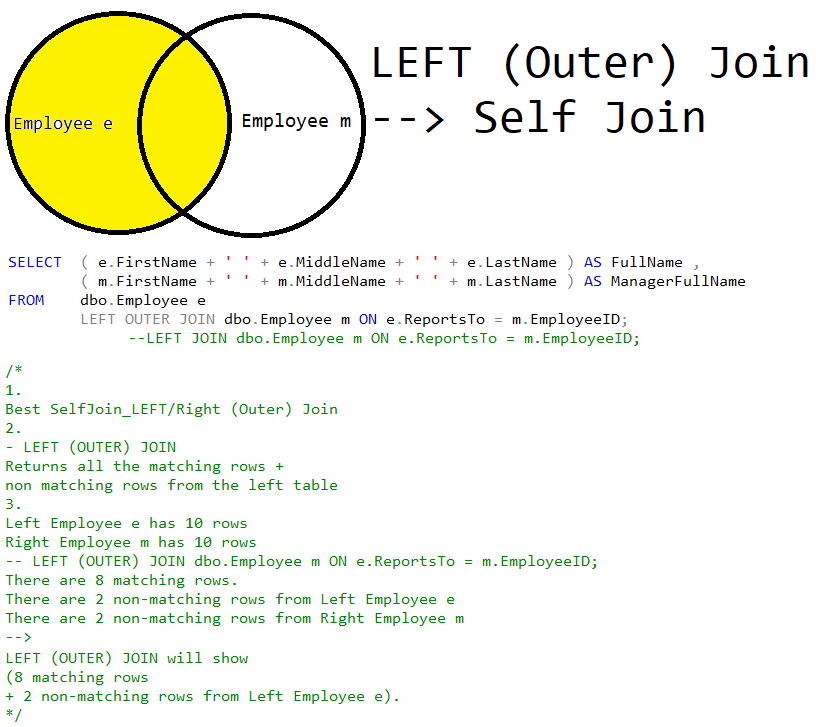 LEFT (Outer) Join
--> Self Join
Employee e
Employee m
SELECT ( e.FirstName + ' ' + e.MiddleName + ' ' + e.LastName ) AS FullName ,
( m.FirstName + ' ' + m.MiddleName + ' ' + m.LastName ) AS ManagerFullName
FROM dbo.Employee e
LEFT OUTER JOIN dbo.Employee m ON e.ReportsTo = m.EmployeeID;
--LEFT JOIN dbo.Employee m ON e.ReportsTo = m.EmployeeID;
/*
1.
Best SelfJoin_LEFT/Right (Outer) Join
2.
- LEFT (OUTER) JOIN
Returns all the matching rows +
non matching rows from the left table
3.
Left Employee e has 10 rows
Right Employee m has 10 rows
-- LEFT (OUTER) JOIN dbo.Employee m ON e.ReportsTo = m.EmployeeID;
There are 8 matching rows.
There are 2 non-matching rows from Left Employee e
There are 2 non-matching rows from Right Employee m
-->
LEFT (OUTER) JOIN will show
(8 matching rows
+ 2 non-matching rows from Left Employee e).
*/